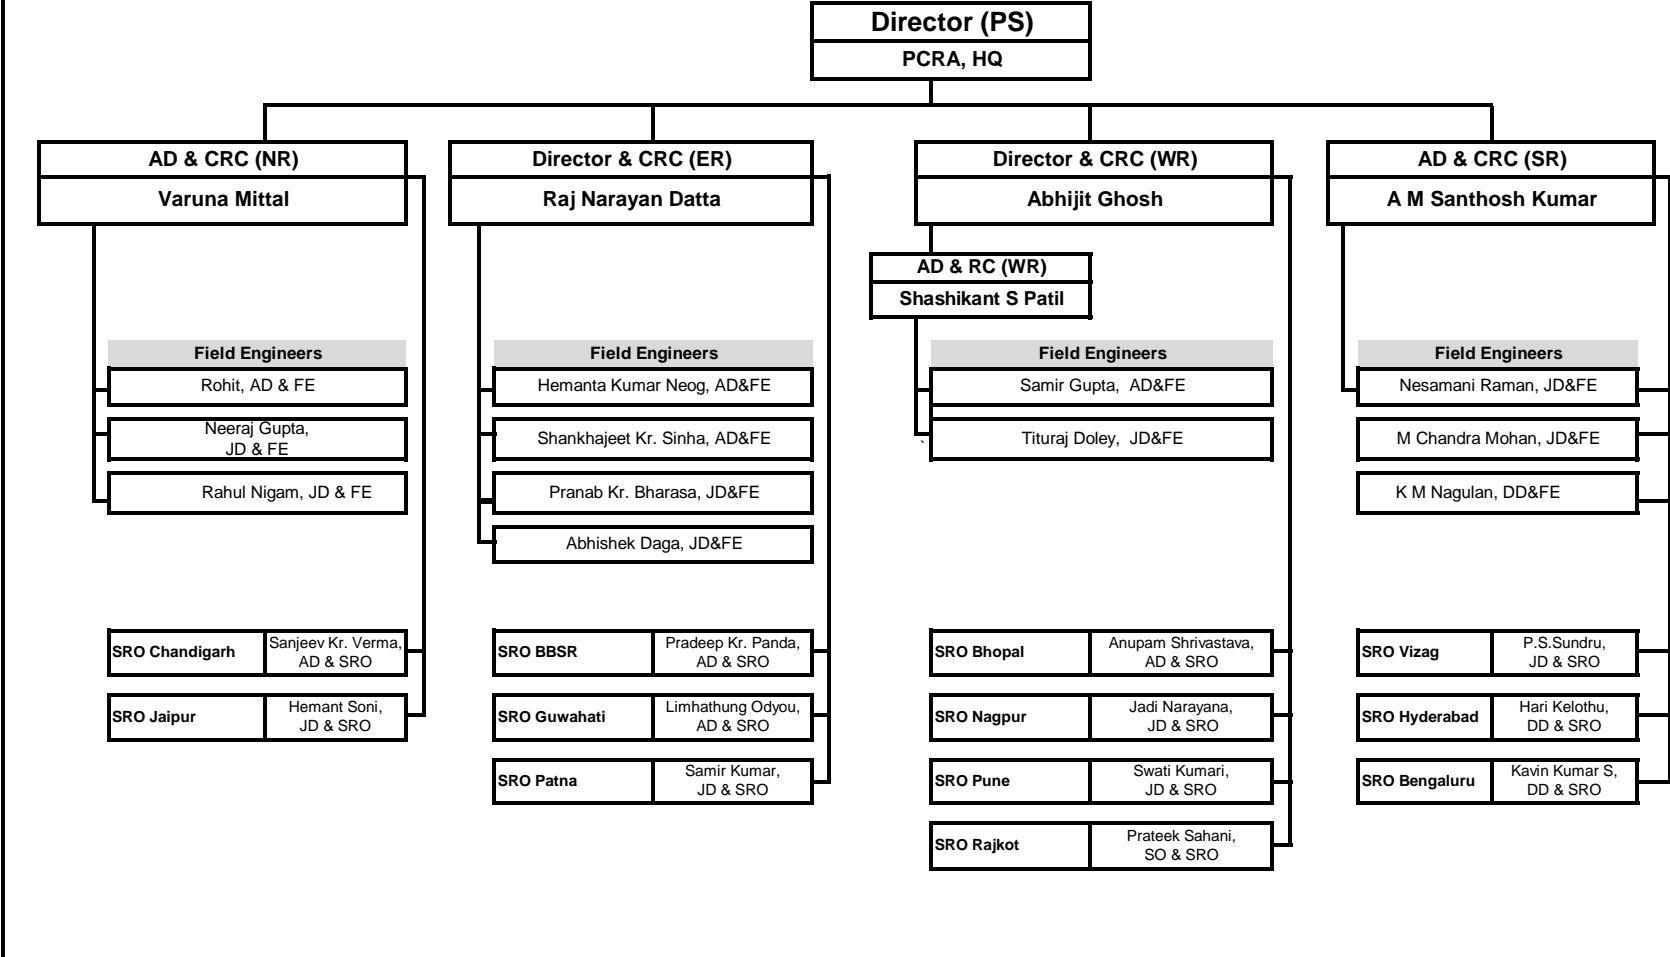 Director (PS)
PCRA, HQ
AD & CRC (NR)
Varuna Mittal
Field Engineers
Rohit, AD & FE
Neeraj Gupta,
JD & FE
Rahul Nigam, JD & FE
SRO Chandigarh
Sanjeev Kr. Verma,
AD & SRO
SRO Jaipur
Hemant Soni,
JD & SRO
Director & CRC (ER)
Raj Narayan Datta
Field Engineers
Hemanta Kumar Neog, AD&FE
Shankhajeet Kr. Sinha, AD&FE
Pranab Kr. Bharasa, JD&FE
Abhishek Daga, JD&FE
SRO BBSR
Pradeep Kr. Panda,
AD & SRO
SRO Guwahati
Limhathung Odyou,
AD & SRO
SRO Patna
Samir Kumar,
JD & SRO
Director & CRC (WR)
Abhijit Ghosh
AD & RC (WR)
Shashikant S Patil
Field Engineers
Samir Gupta,  AD&FE
` Tituraj Doley,  JD&FE
SRO Bhopal
Anupam Shrivastava,
AD & SRO
SRO Nagpur
Jadi Narayana,
JD & SRO
SRO Pune
Swati Kumari,
JD & SRO
SRO Rajkot
Prateek Sahani,
SO & SRO
AD & CRC (SR)
A M Santhosh Kumar
Field Engineers
Nesamani Raman, JD&FE
M Chandra Mohan, JD&FE
K M Nagulan, DD&FE
SRO Vizag
P.S.Sundru,
JD & SRO
SRO Hyderabad
Hari Kelothu,
DD & SRO
SRO Bengaluru
Kavin Kumar S,
DD & SRO